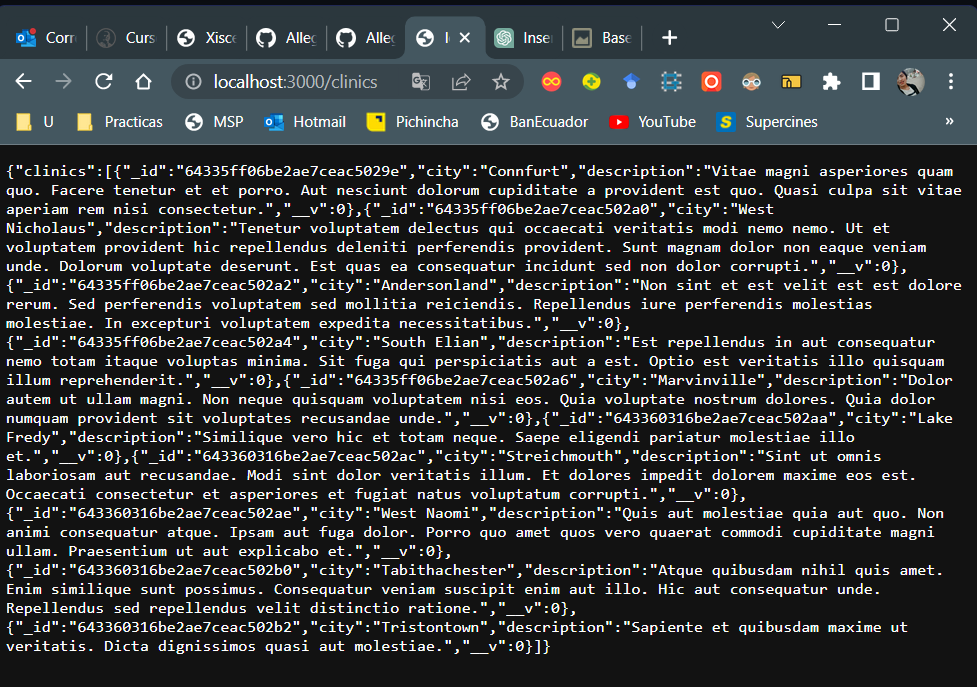 Corr
Curs
Xisce
Alleg
Alleg
Inser
Base
localhost:3000/clinics
U
Practicas
MSP
Hotmail
Pichincha
BanEcuador
YouTube
Supercines
»
{"clinics":[{"_id":"64335ff06be2ae7ceac5029e","city":"Connfurt","description":"Vitae magni asperiores quam
quo. Facere tenetur et et porro. Aut nesciunt dolorum cupiditate a provident est quo. Quasi culpa sit vitae
aperiam rem nisi consectetur.","__v":0},{"_id":"64335ff06be2ae7ceac502a0","city":"West
Nicholaus","description":"Tenetur voluptatem delectus qui occaecati veritatis modi nemo nemo. Ut et
voluptatem provident hic repellendus deleniti perferendis provident. Sunt magnam dolor non eaque veniam
unde. Dolorum voluptate deserunt. Est quas ea consequatur incidunt sed non dolor corrupti.","__v":0},
{"_id":"64335ff06be2ae7ceac502a2","city":"Andersonland","description":"Non sint et est velit est est dolore
rerum. Sed perferendis voluptatem sed mollitia reiciendis. Repellendus iure perferendis molestias
molestiae. In excepturi voluptatem expedita necessitatibus.","__v":0},
{"_id":"64335ff06be2ae7ceac502a4","city":"South Elian","description":"Est repellendus in aut consequatur
nemo totam itaque voluptas minima. Sit fuga qui perspiciatis aut a est. Optio est veritatis illo quisquam
illum reprehenderit.","__v":0},{"_id":"64335ff06be2ae7ceac502a6","city":"Marvinville","description":"Dolor
autem ut ullam magni. Non neque quisquam voluptatem nisi eos. Quia voluptate nostrum dolores. Quia dolor
numquam provident sit voluptates recusandae unde.","__v":0},{"_id":"643360316be2ae7ceac502aa","city":"Lake
Fredy","description":"Similique vero hic et totam neque. Saepe eligendi pariatur molestiae illo
et.","__v":0},{"_id":"643360316be2ae7ceac502ac","city":"Streichmouth","description":"Sint ut omnis
laboriosam aut recusandae. Modi sint dolor veritatis illum. Et dolores impedit dolorem maxime eos est.
Occaecati consectetur et asperiores et fugiat natus voluptatum corrupti.","__v":0},
{"_id":"643360316be2ae7ceac502ae","city":"West Naomi","description":"Quis aut molestiae quia aut quo. Non
animi consequatur atque. Ipsam aut fuga dolor. Porro quo amet quos vero quaerat commodi cupiditate magni
ullam. Praesentium ut aut explicabo et.","__v":0},
{"_id":"643360316be2ae7ceac502b0","city":"Tabithachester","description":"Atque quibusdam nihil quis amet.
Enim similique sunt possimus. Consequatur veniam suscipit enim aut illo. Hic aut consequatur unde.
Repellendus sed repellendus velit distinctio ratione.","__v":0},
{"_id":"643360316be2ae7ceac502b2","city":"Tristontown","description":"Sapiente et quibusdam maxime ut
veritatis. Dicta dignissimos quasi aut molestiae.","__v":0}]}